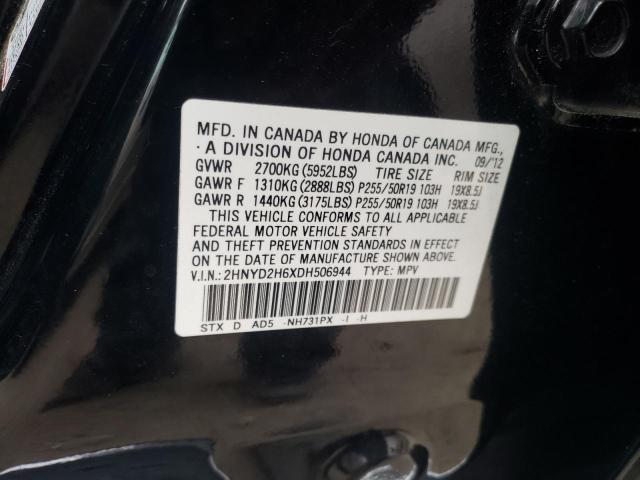 MFD. IN CANADA BY HONDA OF CANADA MFG.,
A DIVISION OF HONDA CANADA INC. 09/'12
GVWR 2700KG (5952LBS) TIRE SIZE RIM SIZE
GAWR F 1310KG (2888LBS) P255/50R19 103H 19X8.5J
GAWR R 1440KG (3175LBS) P255/50R19 103H 19X8.5J
THIS VEHICLE CONFORMS TO ALL APPLICABLE
FEDERAL MOTOR VEHICLE SAFETY
AND THEFT PREVENTION STANDARDS IN EFFECT
ON THE DATE OF MANUFACTURE SHOWN ABOVE.
V.I.N.: 2HNYD2H6XDH506944 TYPE: MPV
STX D AD5 -NH731PX -I -H